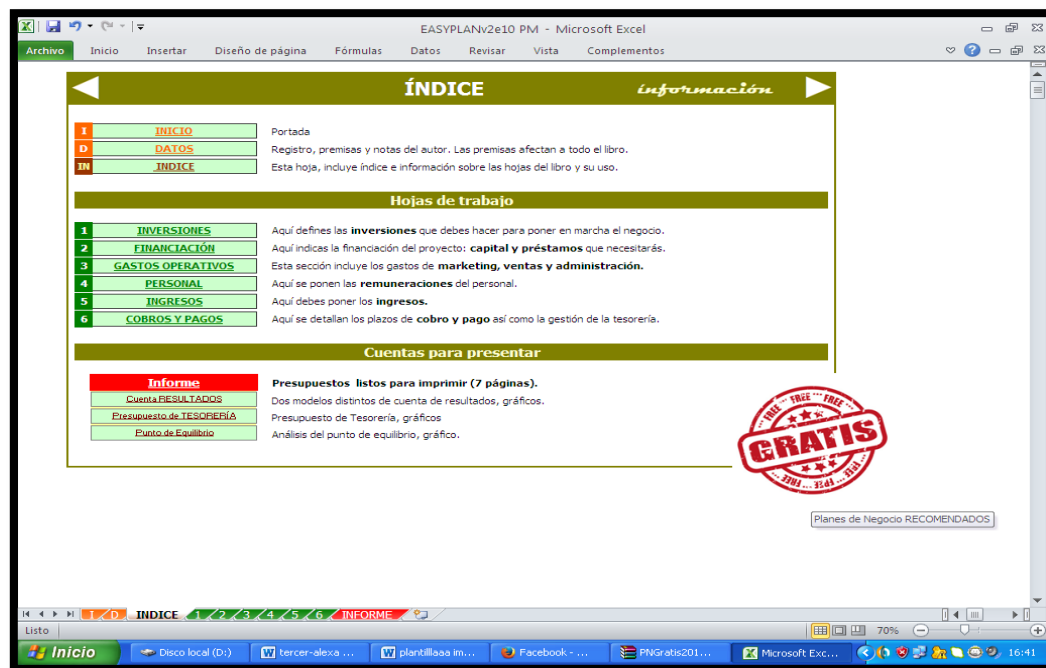 EASYPLANv2e10 PM - Microsoft Excel
Archivo Inicio Insertar Diseño de página Fórmulas Datos Revisar Vista Complementos
ÍNDICE información
I INICIO Portada
D DATOS Registro, premisas y notas del autor. Las premisas afectan a todo el libro.
IN INDICE Esta hoja, incluye índice e información sobre las hojas del libro y su uso.
Hojas de trabajo
1 INVERSIONES Aquí defines las inversiones que debes hacer para poner en marcha el negocio.
2 FINANCIACIÓN Aquí indicas la financiación del proyecto: capital y préstamos que necesitarás.
3 GASTOS OPERATIVOS Esta sección incluye los gastos de marketing, ventas y administración.
4 PERSONAL Aquí se ponen las remuneraciones del personal.
5 INGRESOS Aquí debes poner los ingresos.
6 COBROS Y PAGOS Aquí se detallan los plazos de cobro y pago así como la gestión de la tesorería.
Cuentas para presentar
Informe Presupuestos listos para imprimir (7 páginas).
Cuenta RESULTADOS Dos modelos distintos de cuenta de resultados, gráficos.
Presupuesto de TESORERÍA Presupuesto de Tesorería, gráficos
Punto de Equilibrio Análisis del punto de equilibrio, gráfico.
FREE ... FREE
GRATIS
FREE ... FREE
Planes de Negocio RECOMENDADOS
I D INDICE 1 2 3 4 5 6 INFORME
Listo 70%
Inicio Disco local (D:) tercer-alexa ... plantilllaaa im... Facebook - ... PNGratis201... Microsoft Exc... 16:41